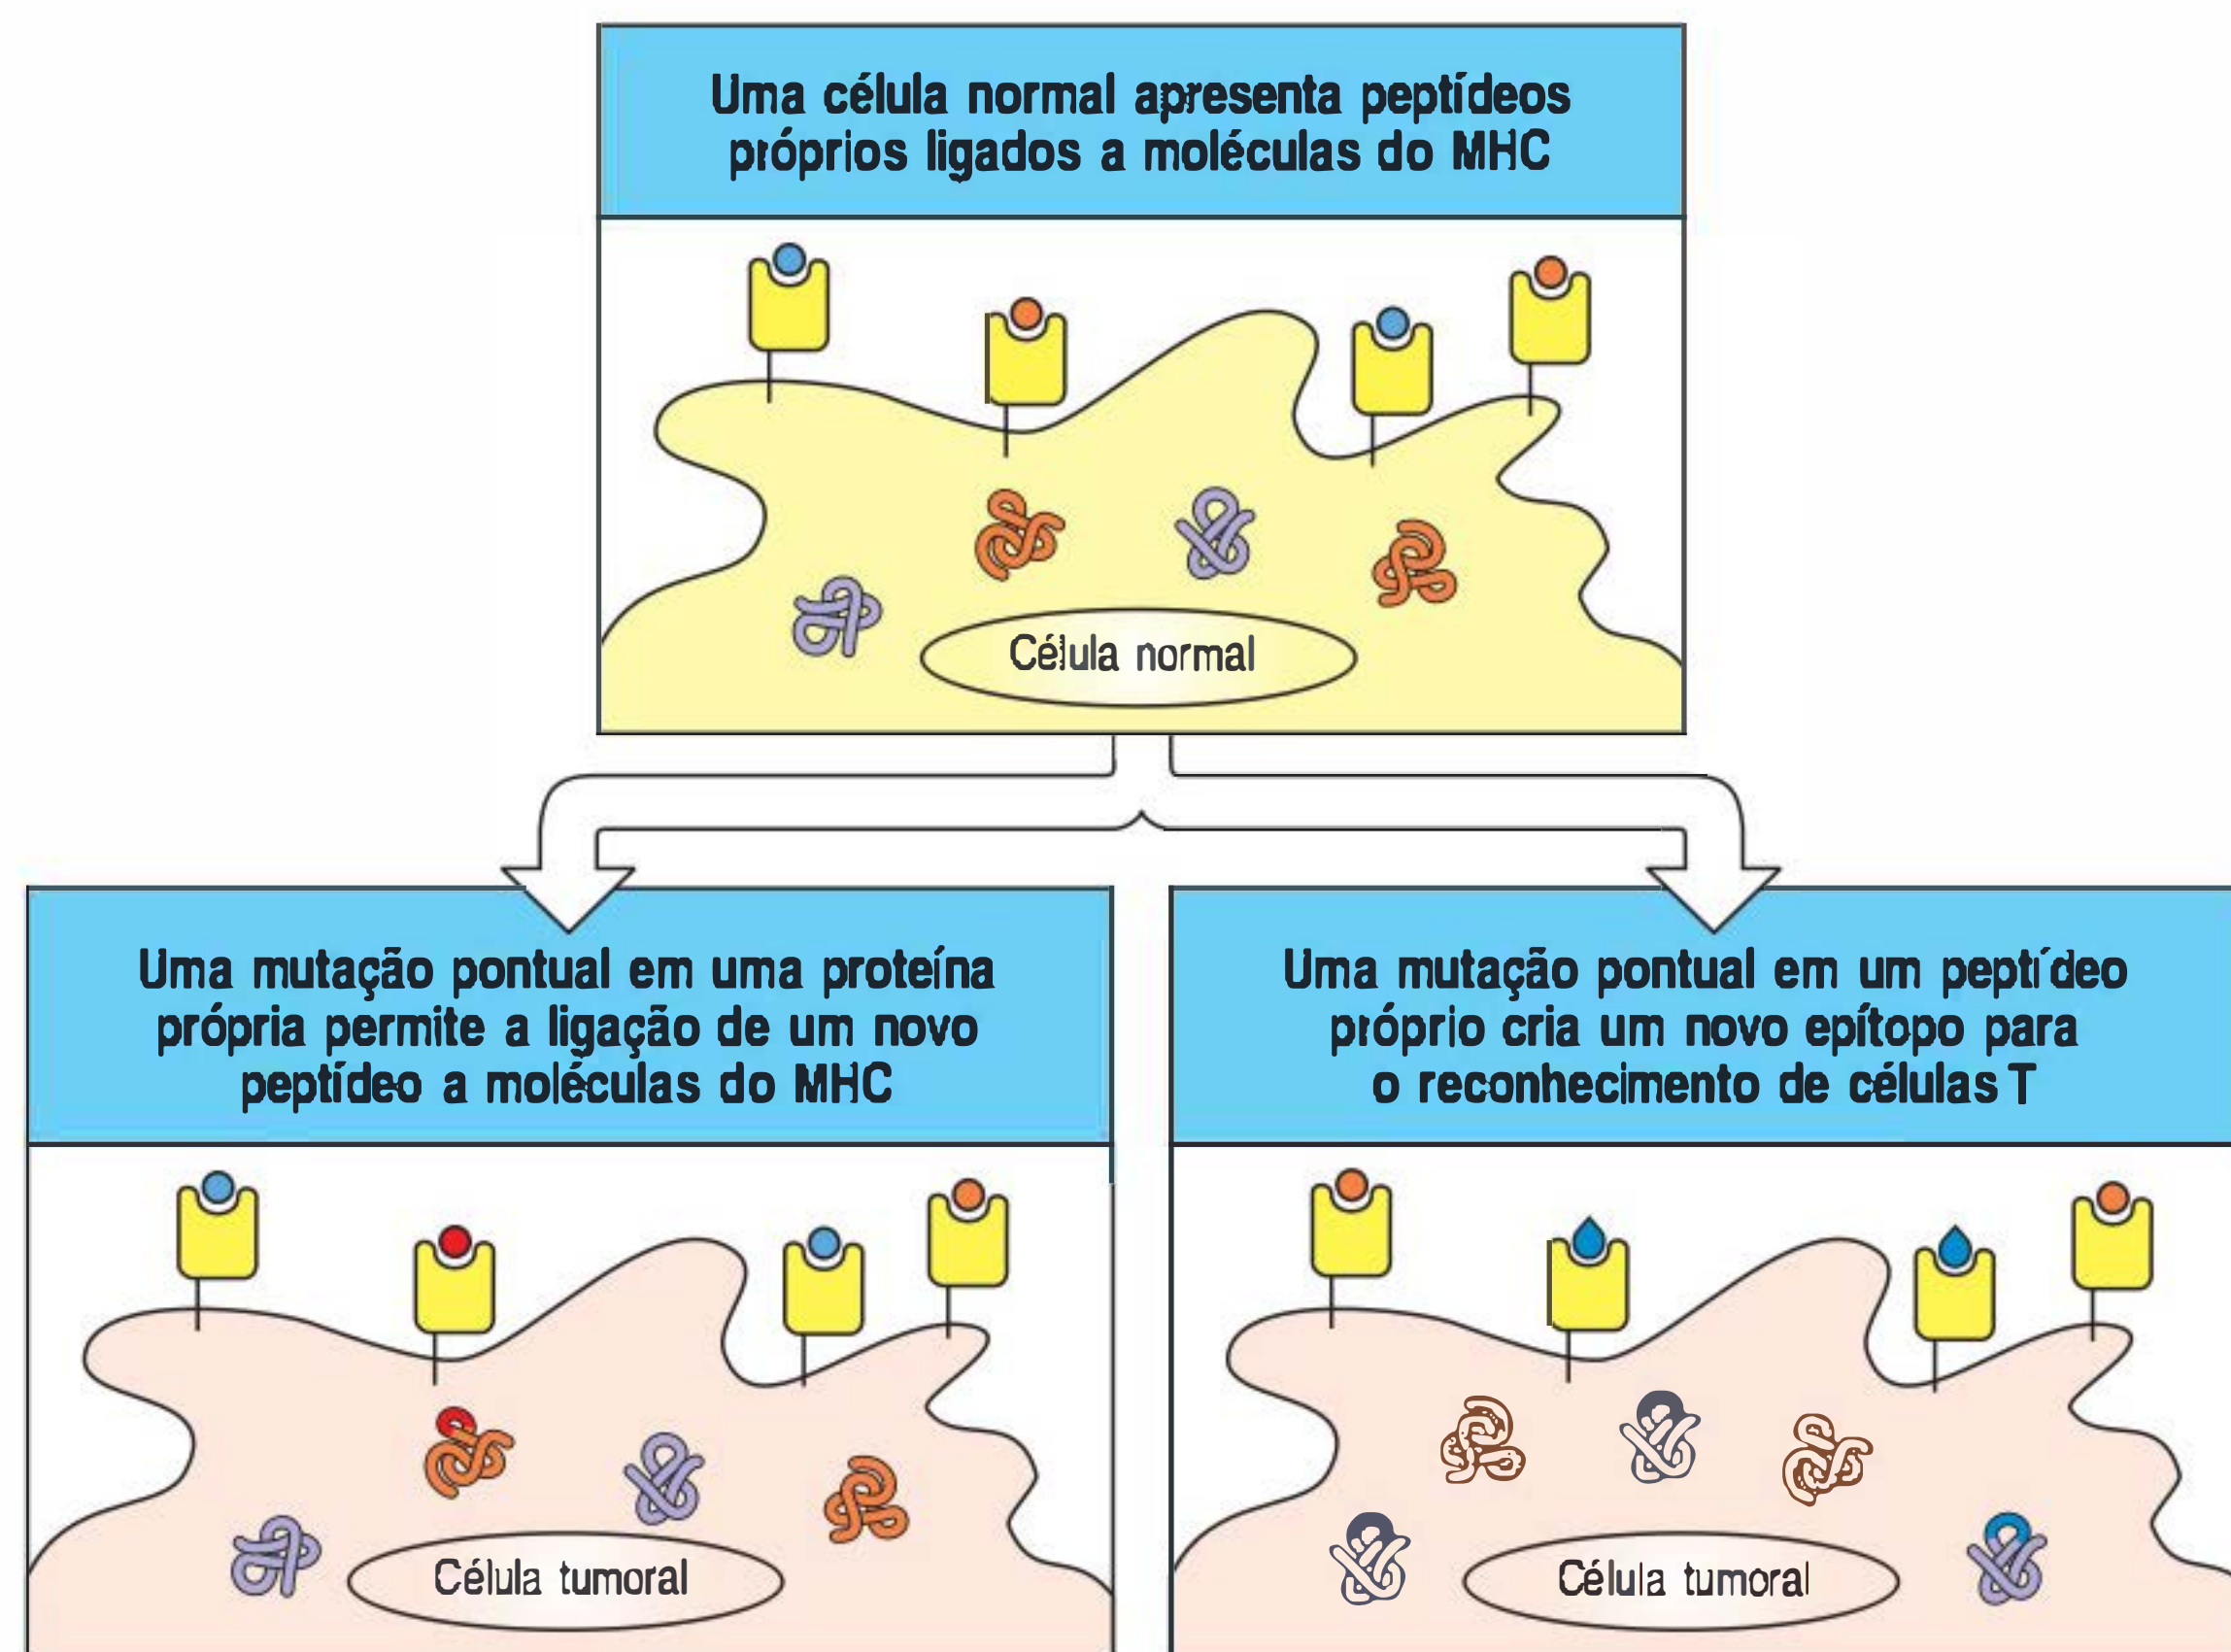 Uma célula normal apresenta peptídeos
próprios ligados a moléculas do MHC
Célula normal
Uma mutação pontual em uma proteína
própria permite a ligação de um novo
peptídeo a moléculas do MHC
Célula tumoral
Uma mutação pontual em um peptídeo
próprio cria um novo epítopo para
o reconhecimento de células T
Célula tumoral